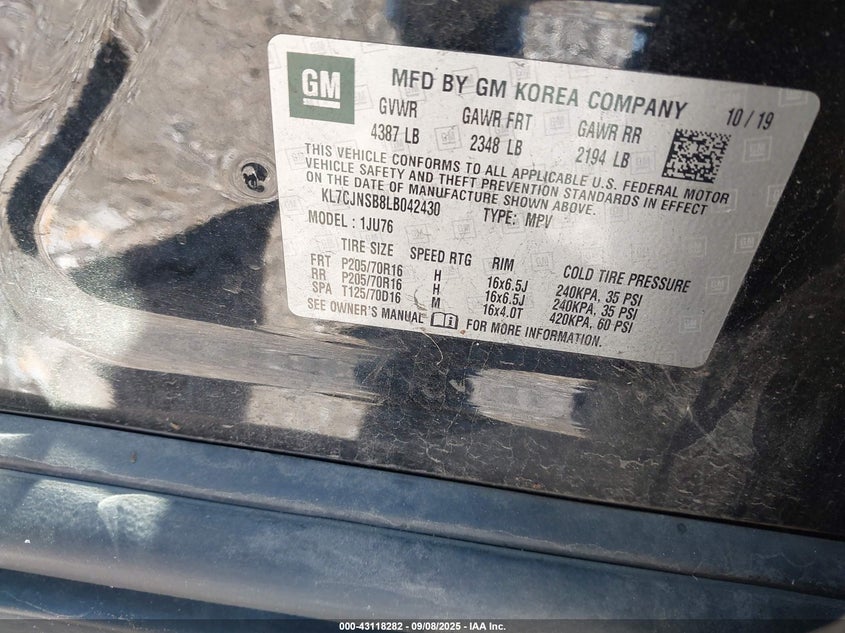 GM
MFD BY GM KOREA COMPANY 10/19
GVWR GAWR FRT GAWR RR
4387 LB 2348 LB 2194 LB
THIS VEHICLE CONFORMS TO ALL APPLICABLE U.S. FEDERAL MOTOR
VEHICLE SAFETY AND THEFT PREVENTION STANDARDS IN EFFECT
ON THE DATE OF MANUFACTURE SHOWN ABOVE.
KL7CJNSB8LB042430 TYPE: MPV
MODEL: 1JU76
TIRE SIZE SPEED RTG RIM COLD TIRE PRESSURE
FRT P205/70R16 H 16x6.5J 240KPA, 35 PSI
RR P205/70R16 H 16x6.5J 240KPA, 35 PSI
SPA T125/70D16 M 16x4.0T 420KPA, 60 PSI
SEE OWNER'S MANUAL FOR MORE INFORMATION.
000-43118282 - 09/08/2025 - IAA Inc.